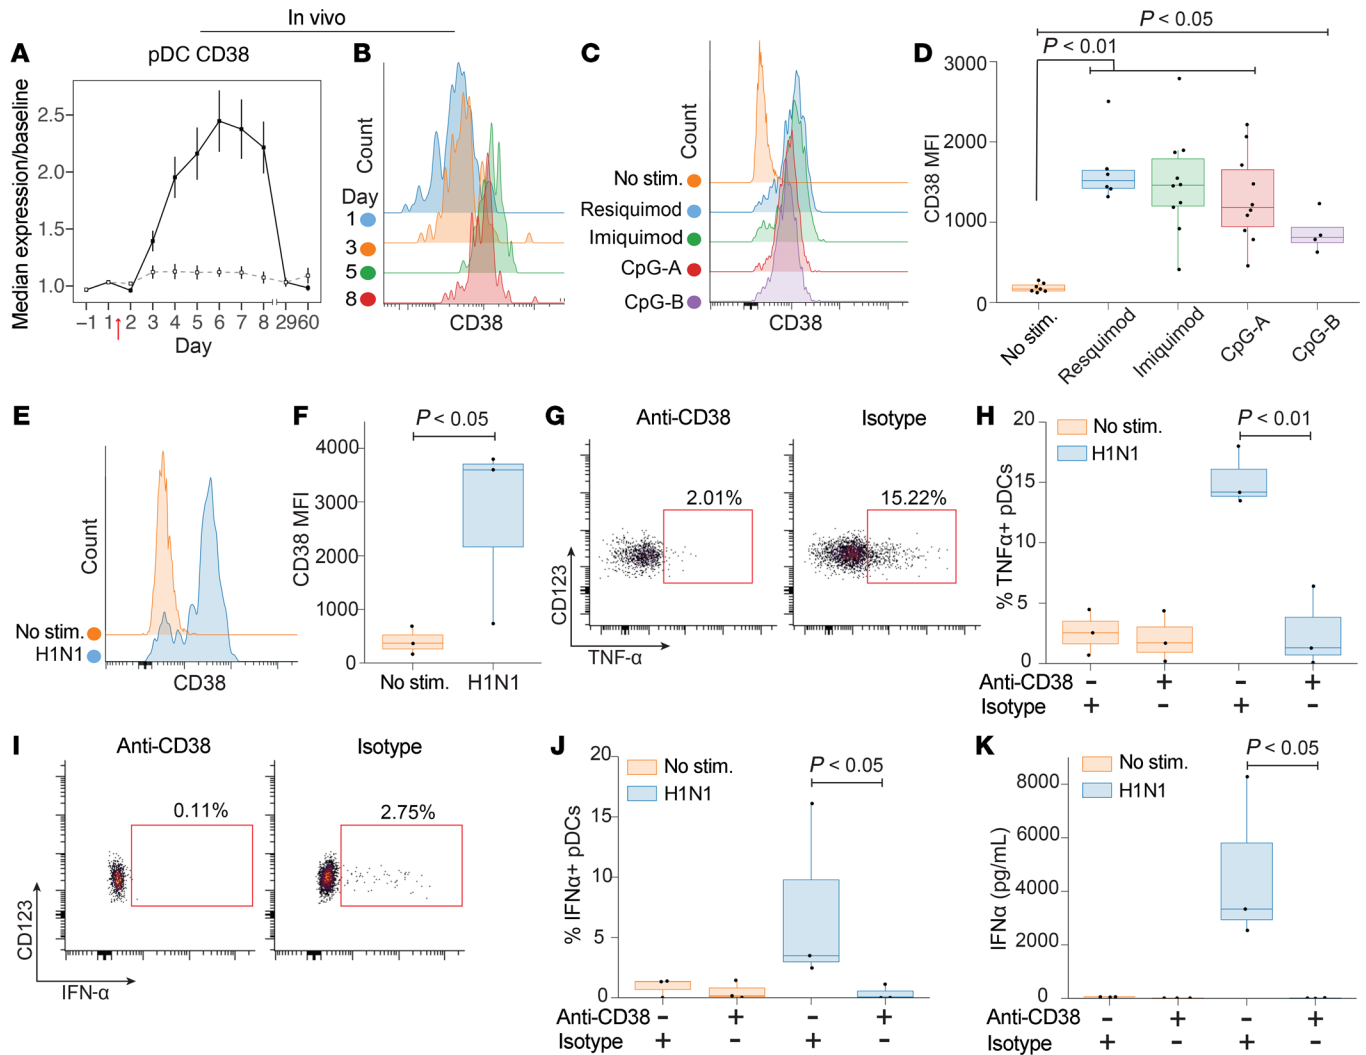 In vivo
A
pDC CD38
Median expression/baseline
2.5
2.0
1.5
1.0
−1 1 2 3 4 5 6 7 8 29 60
↑
Day
B
Count
Day
1
3
5
8
CD38
C
Count
No stim.
Resiquimod
Imiquimod
CpG-A
CpG-B
CD38
D
P < 0.05
P < 0.01
CD38 MFI
3000
2000
1000
0
No stim.
Resquimod
Imiquimod
CpG-A
CpG-B
E
Count
No stim.
H1N1
CD38
F
P < 0.05
CD38 MFI
4000
3000
2000
1000
0
No stim. H1N1
G
Anti-CD38 Isotype
2.01% 15.22%
CD123
TNF-α
H
No stim.
H1N1
P < 0.01
% TNFα+ pDCs
20
15
10
5
0
Anti-CD38 - + - +
Isotype + - + -
I
Anti-CD38 Isotype
0.11% 2.75%
CD123
IFN-α
J
No stim.
H1N1
P < 0.05
% IFNα+ pDCs
20
15
10
5
0
Anti-CD38 - + - +
Isotype + - + -
K
No stim.
H1N1
P < 0.05
IFNα (pg/mL)
8000
6000
4000
2000
0
Anti-CD38 - + - +
Isotype + - + -